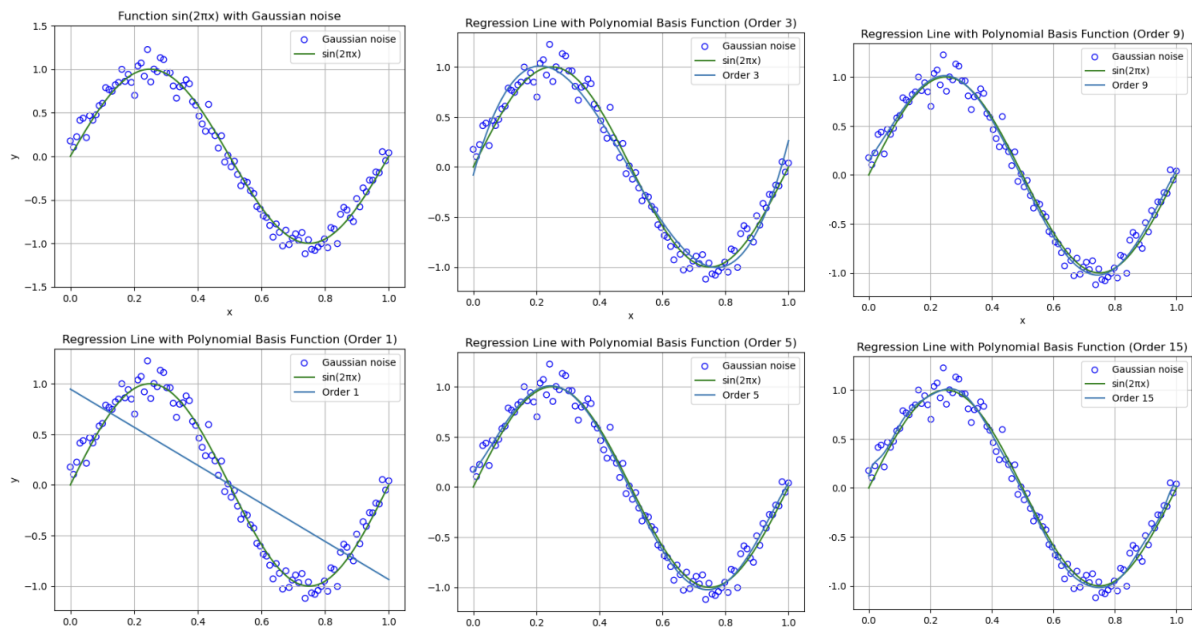 Function sin(2πx) with Gaussian noise
Gaussian noise
sin(2πx)
1.5
1.0
0.5
0.0
−0.5
−1.0
−1.5
y
0.0
0.2
0.4
0.6
0.8
1.0
x
Regression Line with Polynomial Basis Function (Order 3)
Gaussian noise
sin(2πx)
Order 3
1.0
0.5
0.0
−0.5
−1.0
0.0
0.2
0.4
0.6
0.8
1.0
x
Regression Line with Polynomial Basis Function (Order 9)
Gaussian noise
sin(2πx)
Order 9
1.0
0.5
0.0
−0.5
−1.0
0.0
0.2
0.4
0.6
0.8
1.0
x
Regression Line with Polynomial Basis Function (Order 1)
Gaussian noise
sin(2πx)
Order 1
1.0
0.5
0.0
−0.5
−1.0
y
0.0
0.2
0.4
0.6
0.8
1.0
Regression Line with Polynomial Basis Function (Order 5)
Gaussian noise
sin(2πx)
Order 5
1.0
0.5
0.0
−0.5
−1.0
0.0
0.2
0.4
0.6
0.8
1.0
Regression Line with Polynomial Basis Function (Order 15)
Gaussian noise
sin(2πx)
Order 15
1.0
0.5
0.0
−0.5
−1.0
0.0
0.2
0.4
0.6
0.8
1.0